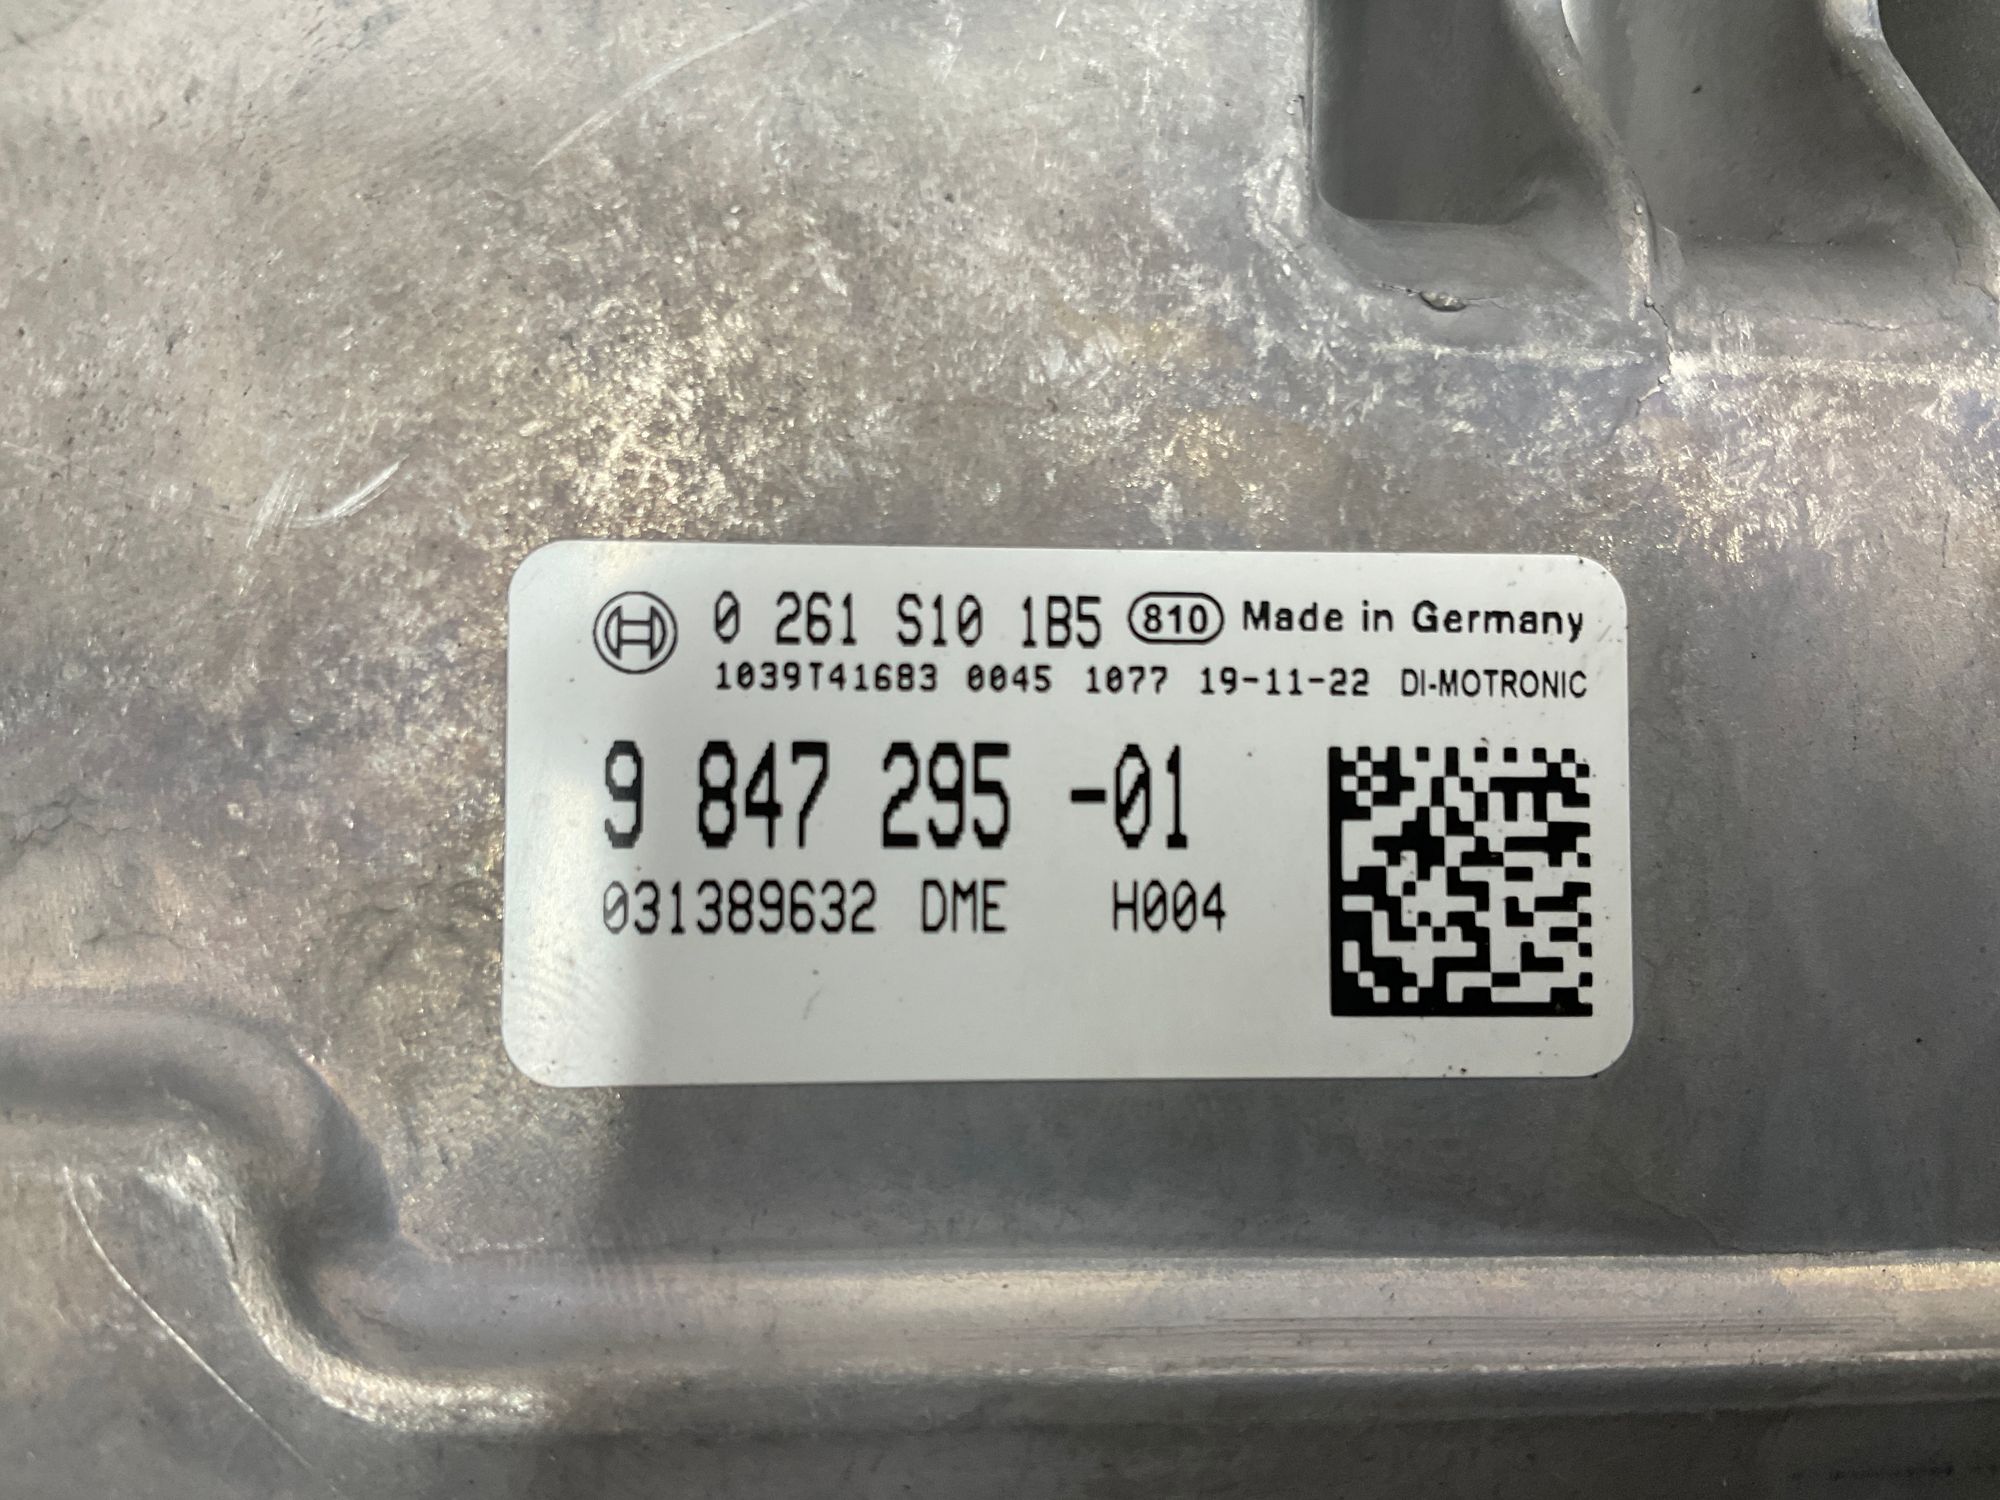 0 261 S10 1B5 810 Made in Germany
1039T41683 0045 1077 19-11-22 DI-MOTRONIC
9 847 295 -01
031389632 DME H004